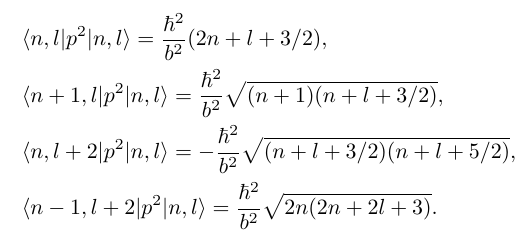 ⟨n, l|p²|n, l⟩ = ħ²/b² (2n + l + 3/2),
⟨n + 1, l|p²|n, l⟩ = ħ²/b² √((n + 1)(n + l + 3/2)),
⟨n, l + 2|p²|n, l⟩ = −ħ²/b² √((n + l + 3/2)(n + l + 5/2)),
⟨n − 1, l + 2|p²|n, l⟩ = ħ²/b² √(2n(2n + 2l + 3)).